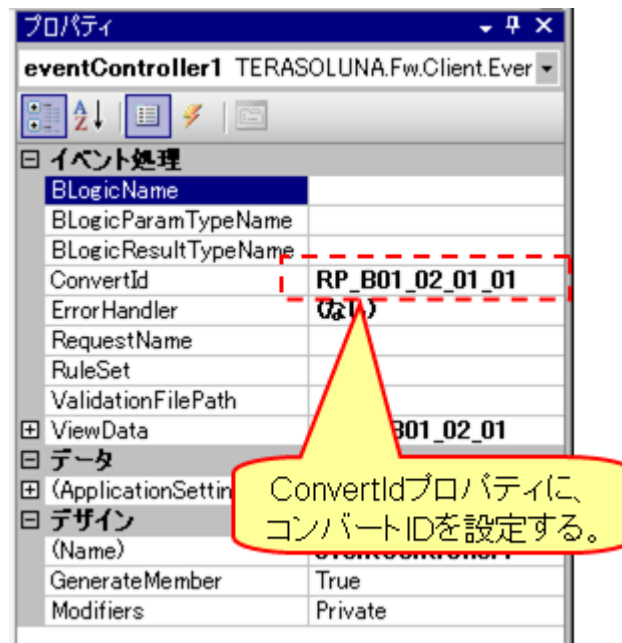 プロパティ
eventController1 TERASOLUNA.Fw.Client.Ever
イベント処理
BLogicName
BLogicParamTypeName
BLogicResultTypeName
ConvertId RP_B01_02_01_01
ErrorHandler (なし)
RequestName
RuleSet
ValidationFilePath
ViewData B01_02_01
データ
(ApplicationSettin
ConvertIdプロパティに、
コンバートIDを設定する。
デザイン
(Name)
GenerateMember True
Modifiers Private